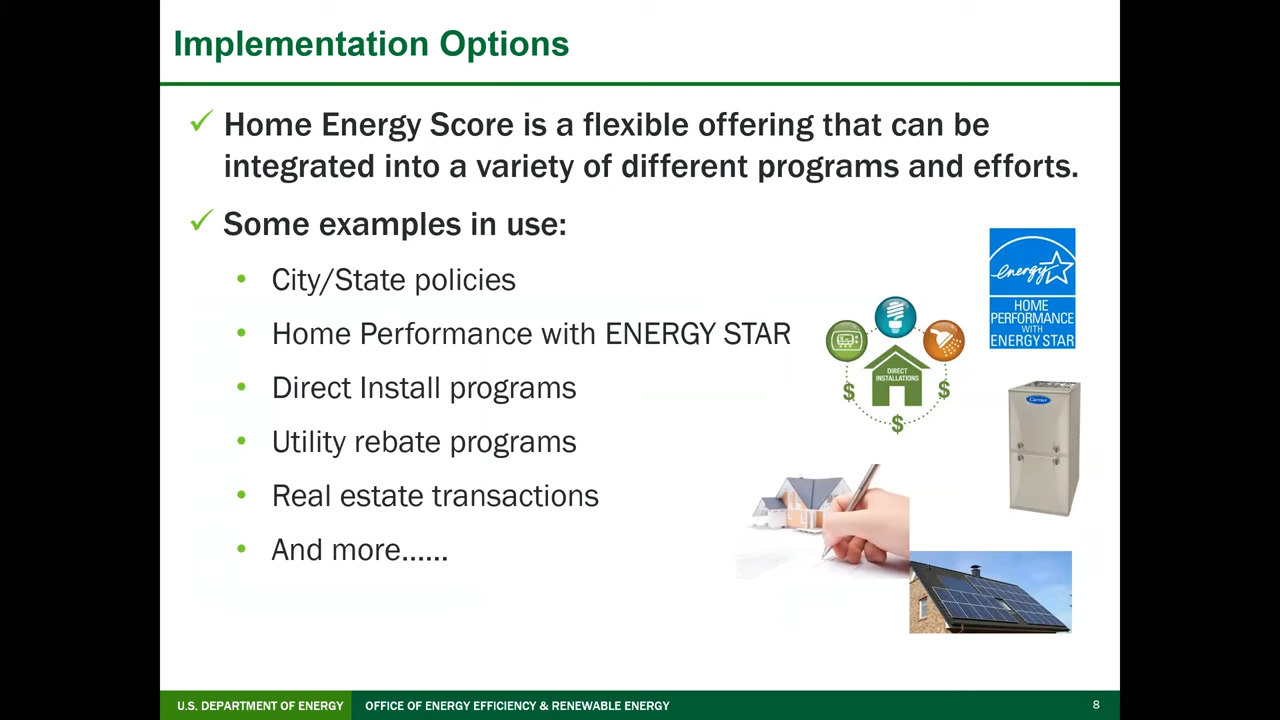 Implementation Options
✓ Home Energy Score is a flexible offering that can be
integrated into a variety of different programs and efforts.
✓ Some examples in use:
• City/State policies
• Home Performance with ENERGY STAR
• Direct Install programs
• Utility rebate programs
• Real estate transactions
• And more......
energy
HOME
PERFORMANCE
WITH
ENERGY STAR
DIRECT
INSTALLATIONS
$
$
$
Carrier
U.S. DEPARTMENT OF ENERGY
OFFICE OF ENERGY EFFICIENCY & RENEWABLE ENERGY
8